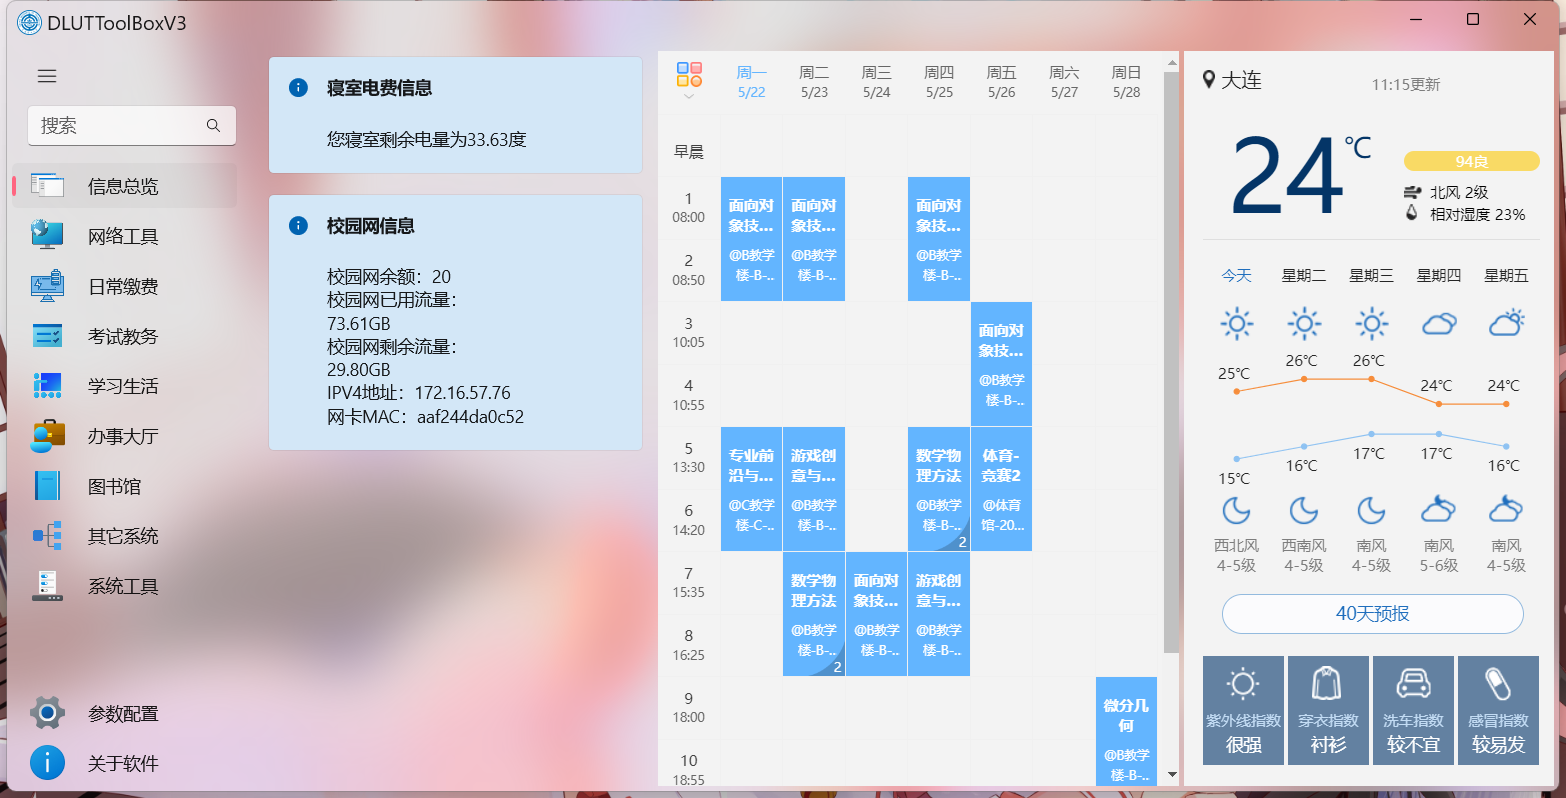 DLUTToolBoxV3
搜索
信息总览
网络工具
日常缴费
考试教务
学习生活
办事大厅
图书馆
其它系统
系统工具
参数配置
关于软件
寝室电费信息
您寝室剩余电量为33.63度
校园网信息
校园网余额：20
校园网已用流量：
73.61GB
校园网剩余流量：
29.80GB
IPV4地址：172.16.57.76
网卡MAC：aaf244da0c52
周一 周二 周三 周四 周五 周六 周日
5/22 5/23 5/24 5/25 5/26 5/27 5/28
早晨
1
08:00
面向对 面向对 面向对
象技... 象技... 象技...
2
08:50
@B教学 @B教学 @B教学
楼-B-.. 楼-B-.. 楼-B-..
3
10:05
面向对
象技...
4
10:55
@B教学
楼-B-..
5
13:30
专业前 游戏创 数学物 体育-
沿与... 意与... 理方法 竞赛2
6
14:20
@C教学 @B教学 @B教学 @体育
楼-C-.. 楼-B-.. 楼-B-.. 馆-20...
2
7
15:35
数学物 面向对 游戏创
理方法 象技... 意与...
8
16:25
@B教学 @B教学 @B教学
楼-B-.. 楼-B-.. 楼-B-..
2
9
18:00
微分几
何
10
18:55
@B教学
楼-B-..
大连
11:15更新
24℃
94良
北风 2级
相对湿度 23%
今天 星期二 星期三 星期四 星期五
25℃ 26℃ 26℃ 24℃ 24℃
15℃ 16℃ 17℃ 17℃ 16℃
西北风 西南风 南风 南风 南风
4-5级 4-5级 4-5级 5-6级 4-5级
40天预报
紫外线指数 穿衣指数 洗车指数 感冒指数
很强 衬衫 较不宜 较易发